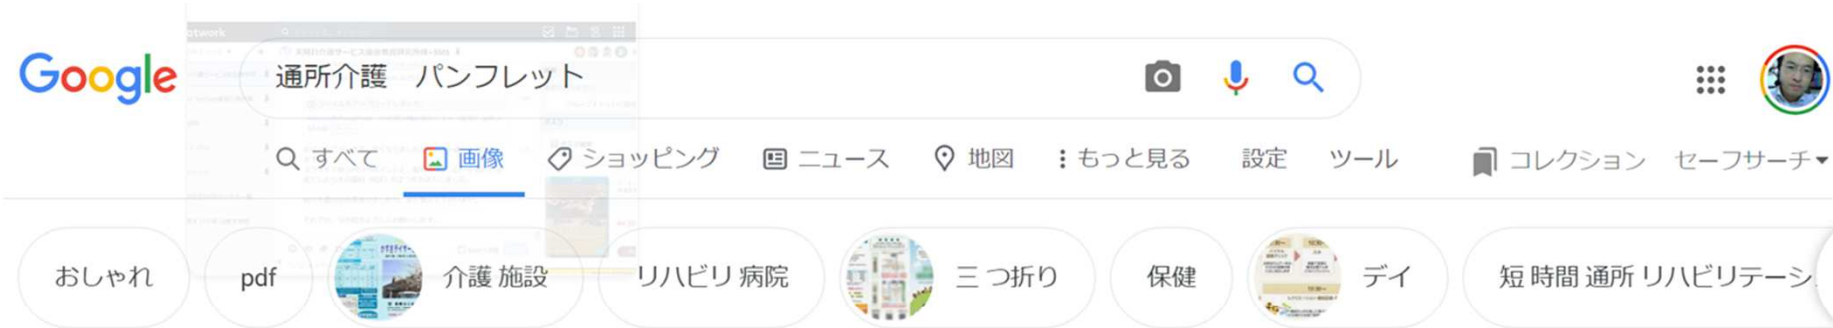 atwork
Google
通所介護　パンフレット
すべて 画像 ショッピング ニュース 地図 もっと見る 設定 ツール コレクション セーフサーチ
おしゃれ pdf 介護 施設 リハビリ 病院 三 つ折り 保健 デイ 短 時間 通所 リハビリテーシ